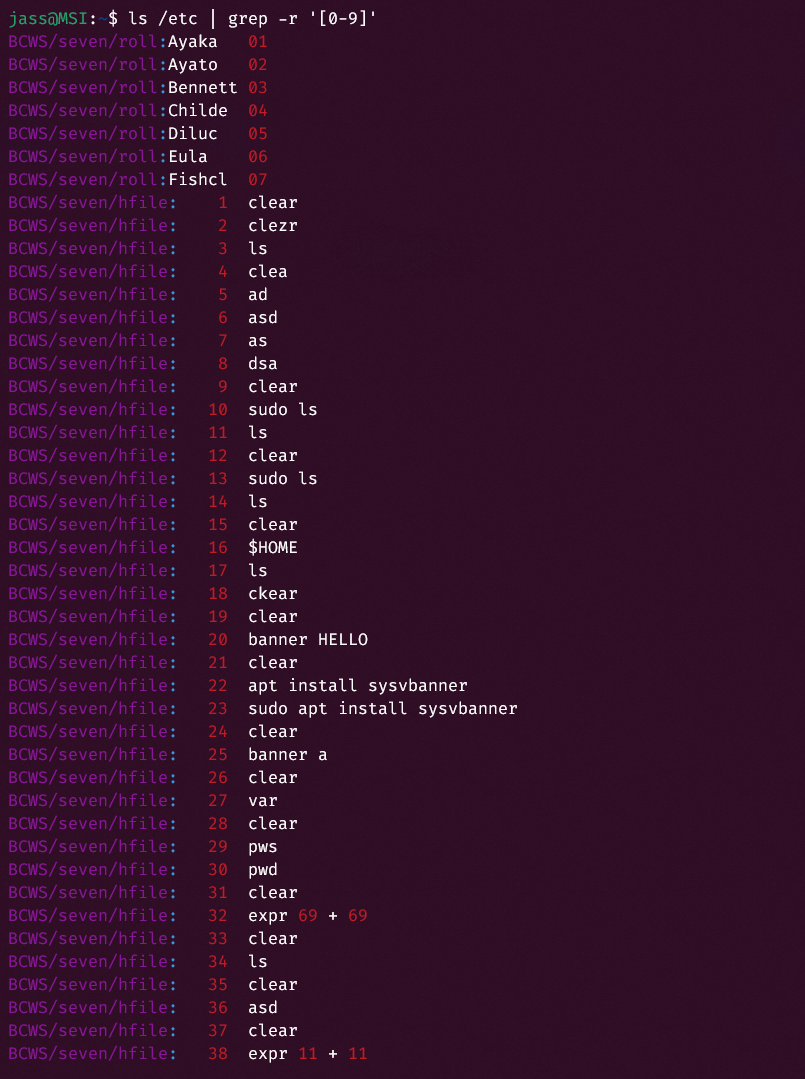 jass@MSI:~$ ls /etc | grep -r '[0-9]'
BCWS/seven/roll:Ayaka   01
BCWS/seven/roll:Ayato   02
BCWS/seven/roll:Bennett 03
BCWS/seven/roll:Childe  04
BCWS/seven/roll:Diluc   05
BCWS/seven/roll:Eula    06
BCWS/seven/roll:Fishcl  07
BCWS/seven/hfile:    1  clear
BCWS/seven/hfile:    2  clezr
BCWS/seven/hfile:    3  ls
BCWS/seven/hfile:    4  clea
BCWS/seven/hfile:    5  ad
BCWS/seven/hfile:    6  asd
BCWS/seven/hfile:    7  as
BCWS/seven/hfile:    8  dsa
BCWS/seven/hfile:    9  clear
BCWS/seven/hfile:   10  sudo ls
BCWS/seven/hfile:   11  ls
BCWS/seven/hfile:   12  clear
BCWS/seven/hfile:   13  sudo ls
BCWS/seven/hfile:   14  ls
BCWS/seven/hfile:   15  clear
BCWS/seven/hfile:   16  $HOME
BCWS/seven/hfile:   17  ls
BCWS/seven/hfile:   18  ckear
BCWS/seven/hfile:   19  clear
BCWS/seven/hfile:   20  banner HELLO
BCWS/seven/hfile:   21  clear
BCWS/seven/hfile:   22  apt install sysvbanner
BCWS/seven/hfile:   23  sudo apt install sysvbanner
BCWS/seven/hfile:   24  clear
BCWS/seven/hfile:   25  banner a
BCWS/seven/hfile:   26  clear
BCWS/seven/hfile:   27  var
BCWS/seven/hfile:   28  clear
BCWS/seven/hfile:   29  pws
BCWS/seven/hfile:   30  pwd
BCWS/seven/hfile:   31  clear
BCWS/seven/hfile:   32  expr 69 + 69
BCWS/seven/hfile:   33  clear
BCWS/seven/hfile:   34  ls
BCWS/seven/hfile:   35  clear
BCWS/seven/hfile:   36  asd
BCWS/seven/hfile:   37  clear
BCWS/seven/hfile:   38  expr 11 + 11